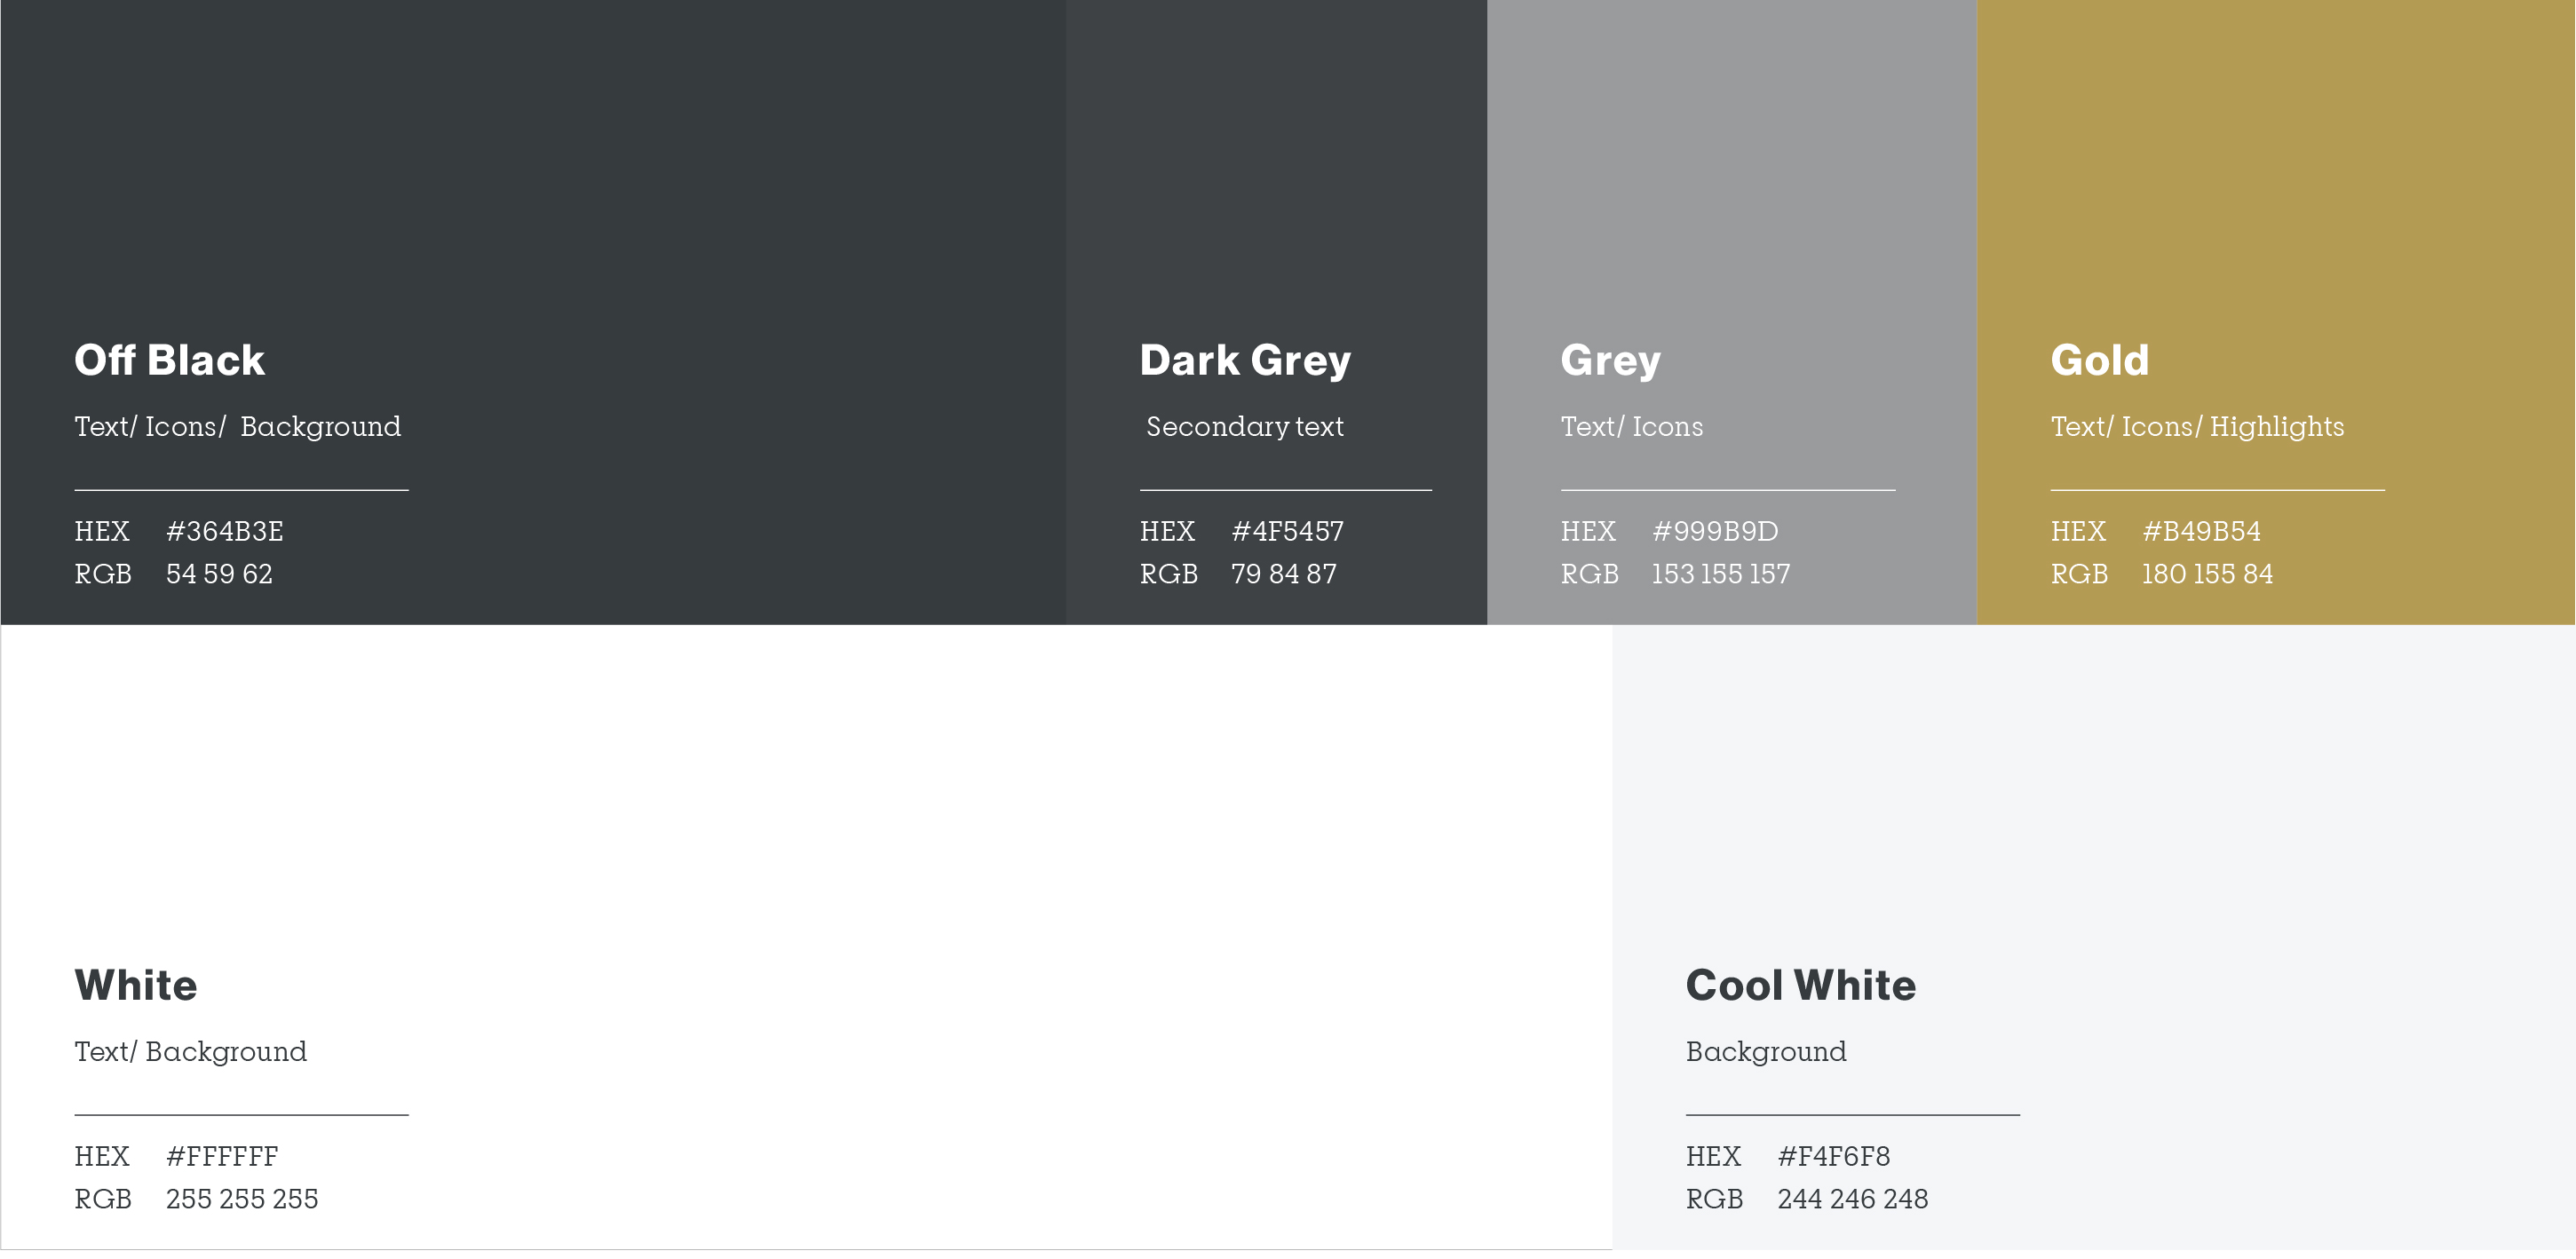 Off Black
Text/ Icons/ Background
HEX #364B3E
RGB 54 59 62
Dark Grey
Secondary text
HEX #4F5457
RGB 79 84 87
Grey
Text/ Icons
HEX #999B9D
RGB 153 155 157
Gold
Text/ Icons/ Highlights
HEX #B49B54
RGB 180 155 84
White
Text/ Background
HEX #FFFFFF
RGB 255 255 255
Cool White
Background
HEX #F4F6F8
RGB 244 246 248